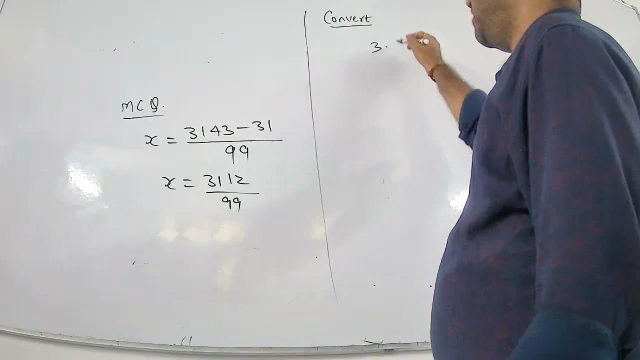 MCQ.
x = 3143 - 31 / 99
x = 3112 / 99
Convert
3.